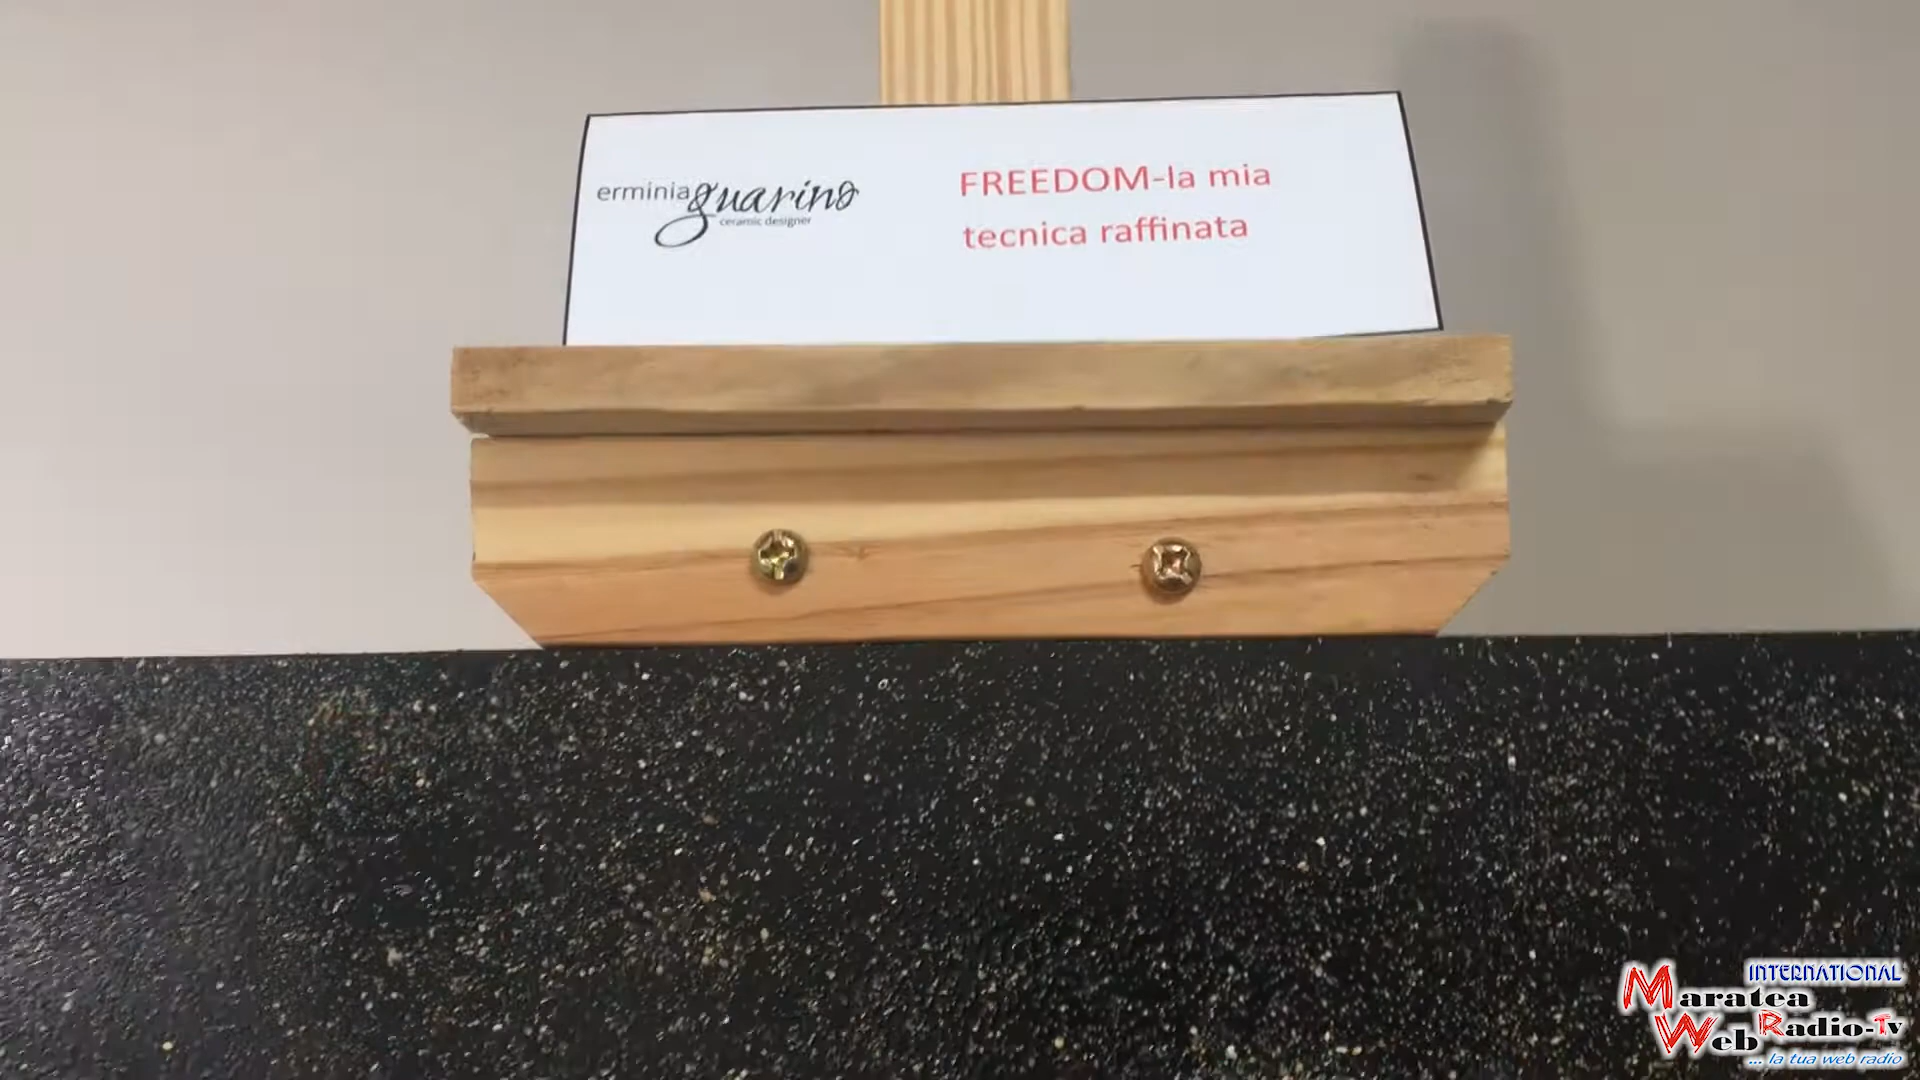 erminia guarino
ceramic designer
FREEDOM-la mia
tecnica raffinata
INTERNATIONAL
Maratea
Web Radio-Tv
... la tua web radio